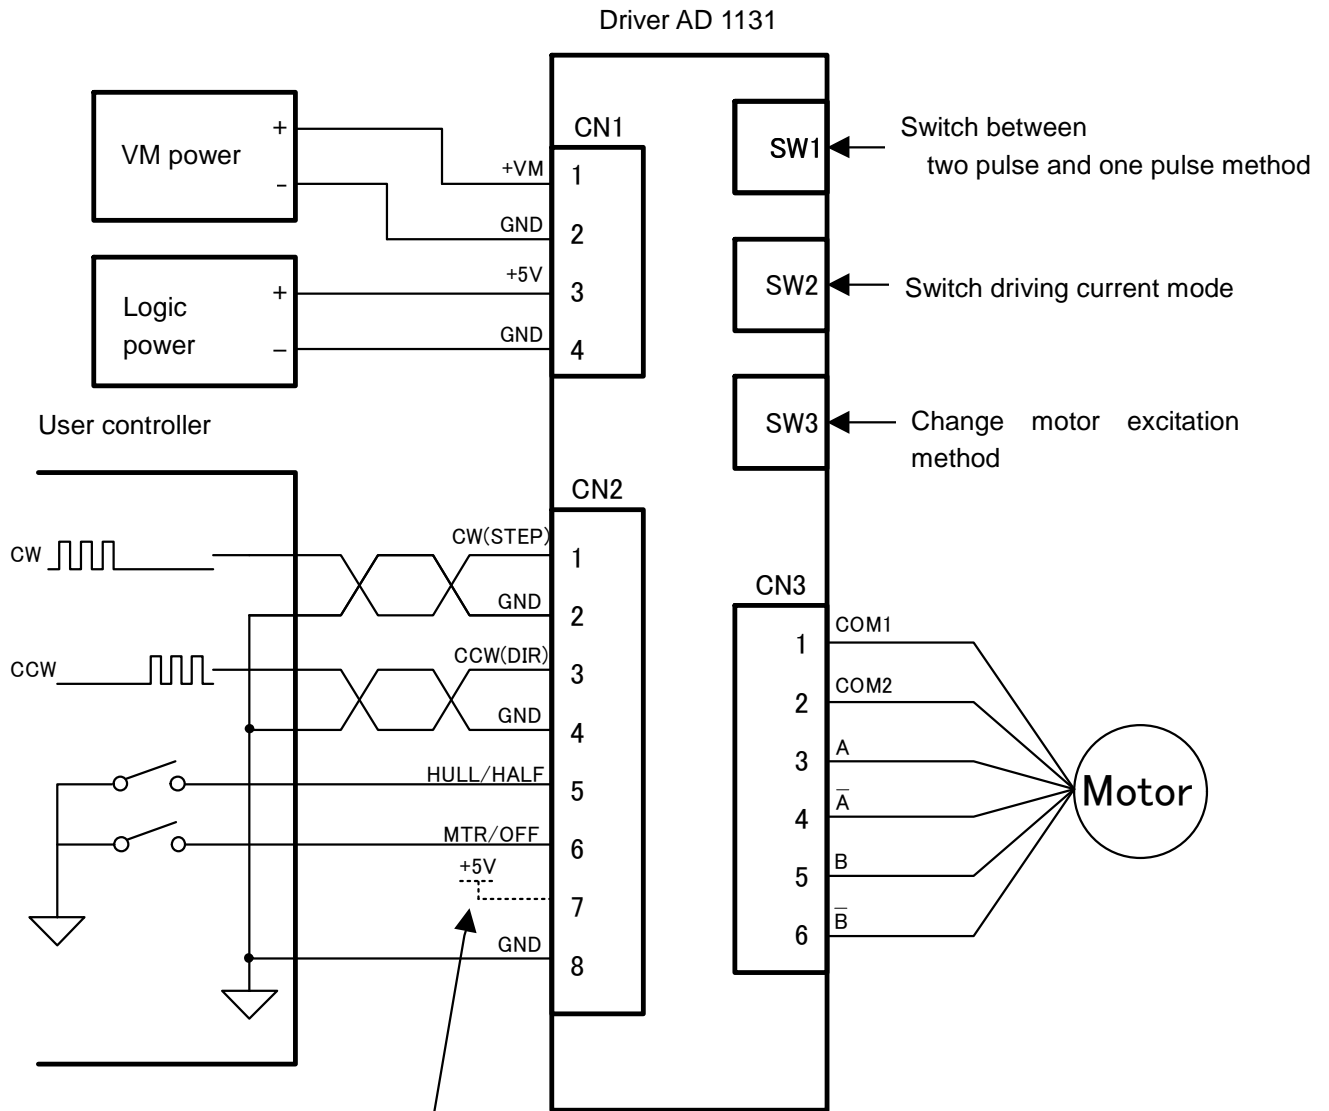 Driver AD 1131
VM power
+
−
Logic
power
+
−
CN1
+VM
1
GND
2
+5V
3
GND
4
SW1
Switch between
two pulse and one pulse method
SW2
Switch driving current mode
SW3
Change motor excitation
method
User controller
CW
CCW
CN2
CW(STEP)
1
GND
2
CCW(DIR)
3
GND
4
HULL/HALF
5
MTR/OFF
6
+5V
7
GND
8
CN3
1
COM1
2
COM2
3
A
4
A̅
5
B
6
B̅
Motor